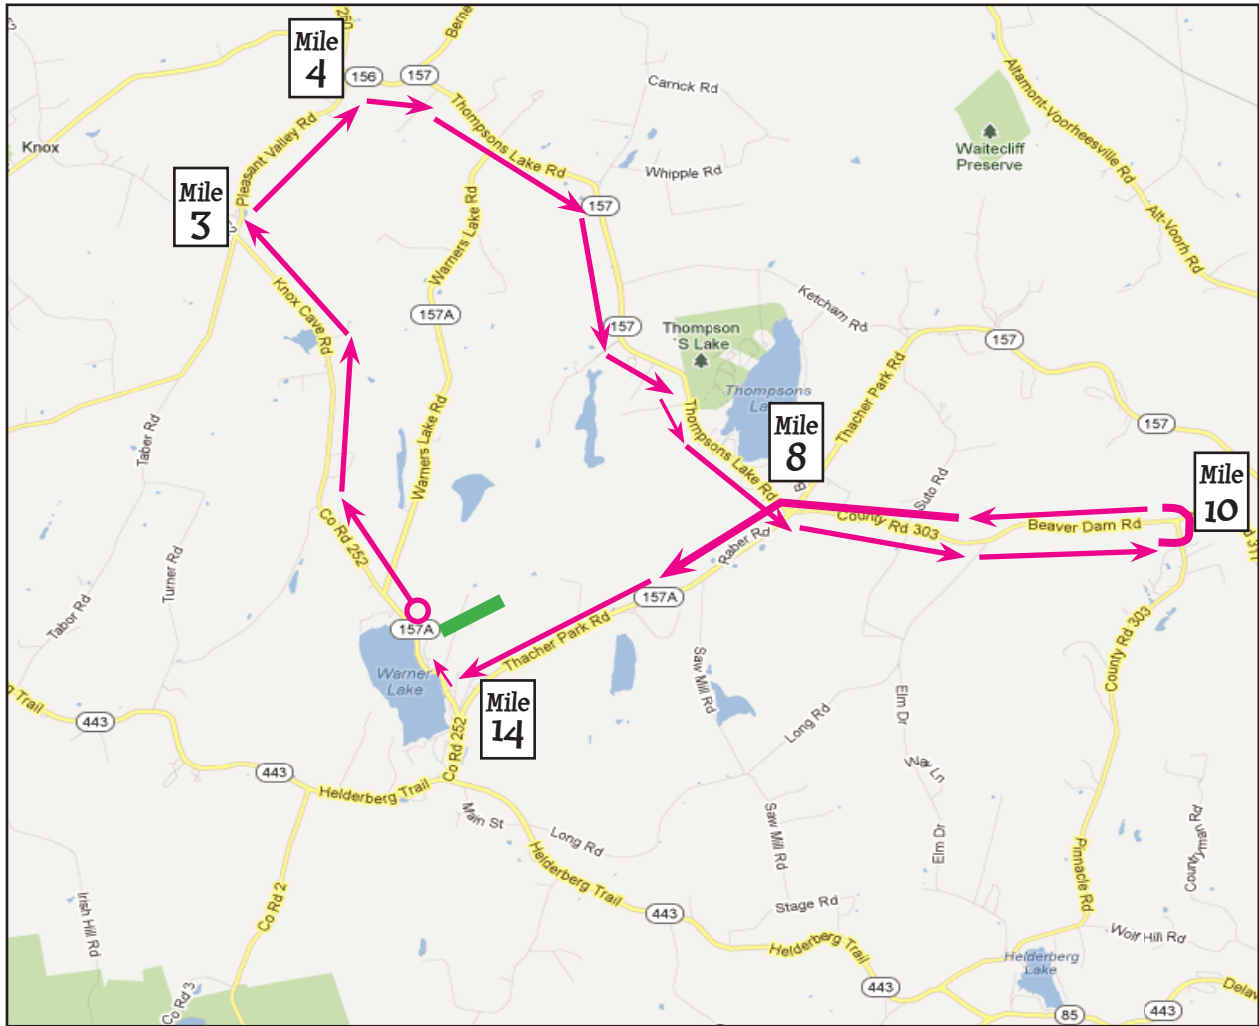 250
Berne
Mile
4
156
157
Carrick Rd
Altamont-Voorheesville Rd
Thompsons Lake Rd
Pleasant Valley Rd
Knox
Waitecliff
Preserve
Whipple Rd
Mile
3
157
Warners Lake Rd
Alt-Voorh Rd
Knox Cave Rd
157A
Ketcham Rd
157
Thompson
'S Lake
157
Thompsons
La
Thacher Park Rd
Taber Rd
Warners Lake Rd
Thompsons Lake Rd
Mile
8
157
Mile
10
Suto Rd
B
County Rd 303
Beaver Dam Rd
d 311
Co Rd 252
Raber Rd
Turner Rd
Tabor Rd
157A
157A
Thacher Park Rd
County Rd 303
Warner
Lake
Saw Mill Rd
Elm Dr
g Trail
443
Mile
14
Long Rd
Co Rd 252
443
Helderberg Trail
Way Ln
Main St
Long Rd
Saw Mill Rd
Elm Dr
Countryman Rd
Pinnacle Rd
Helderberg Trail
Co Rd 2
Irish Hill Rd
443
Stage Rd
Helderberg Trail
Wolf Hill Rd
Helderberg
Lake
Co Rd 3
443
85
443
Delaw